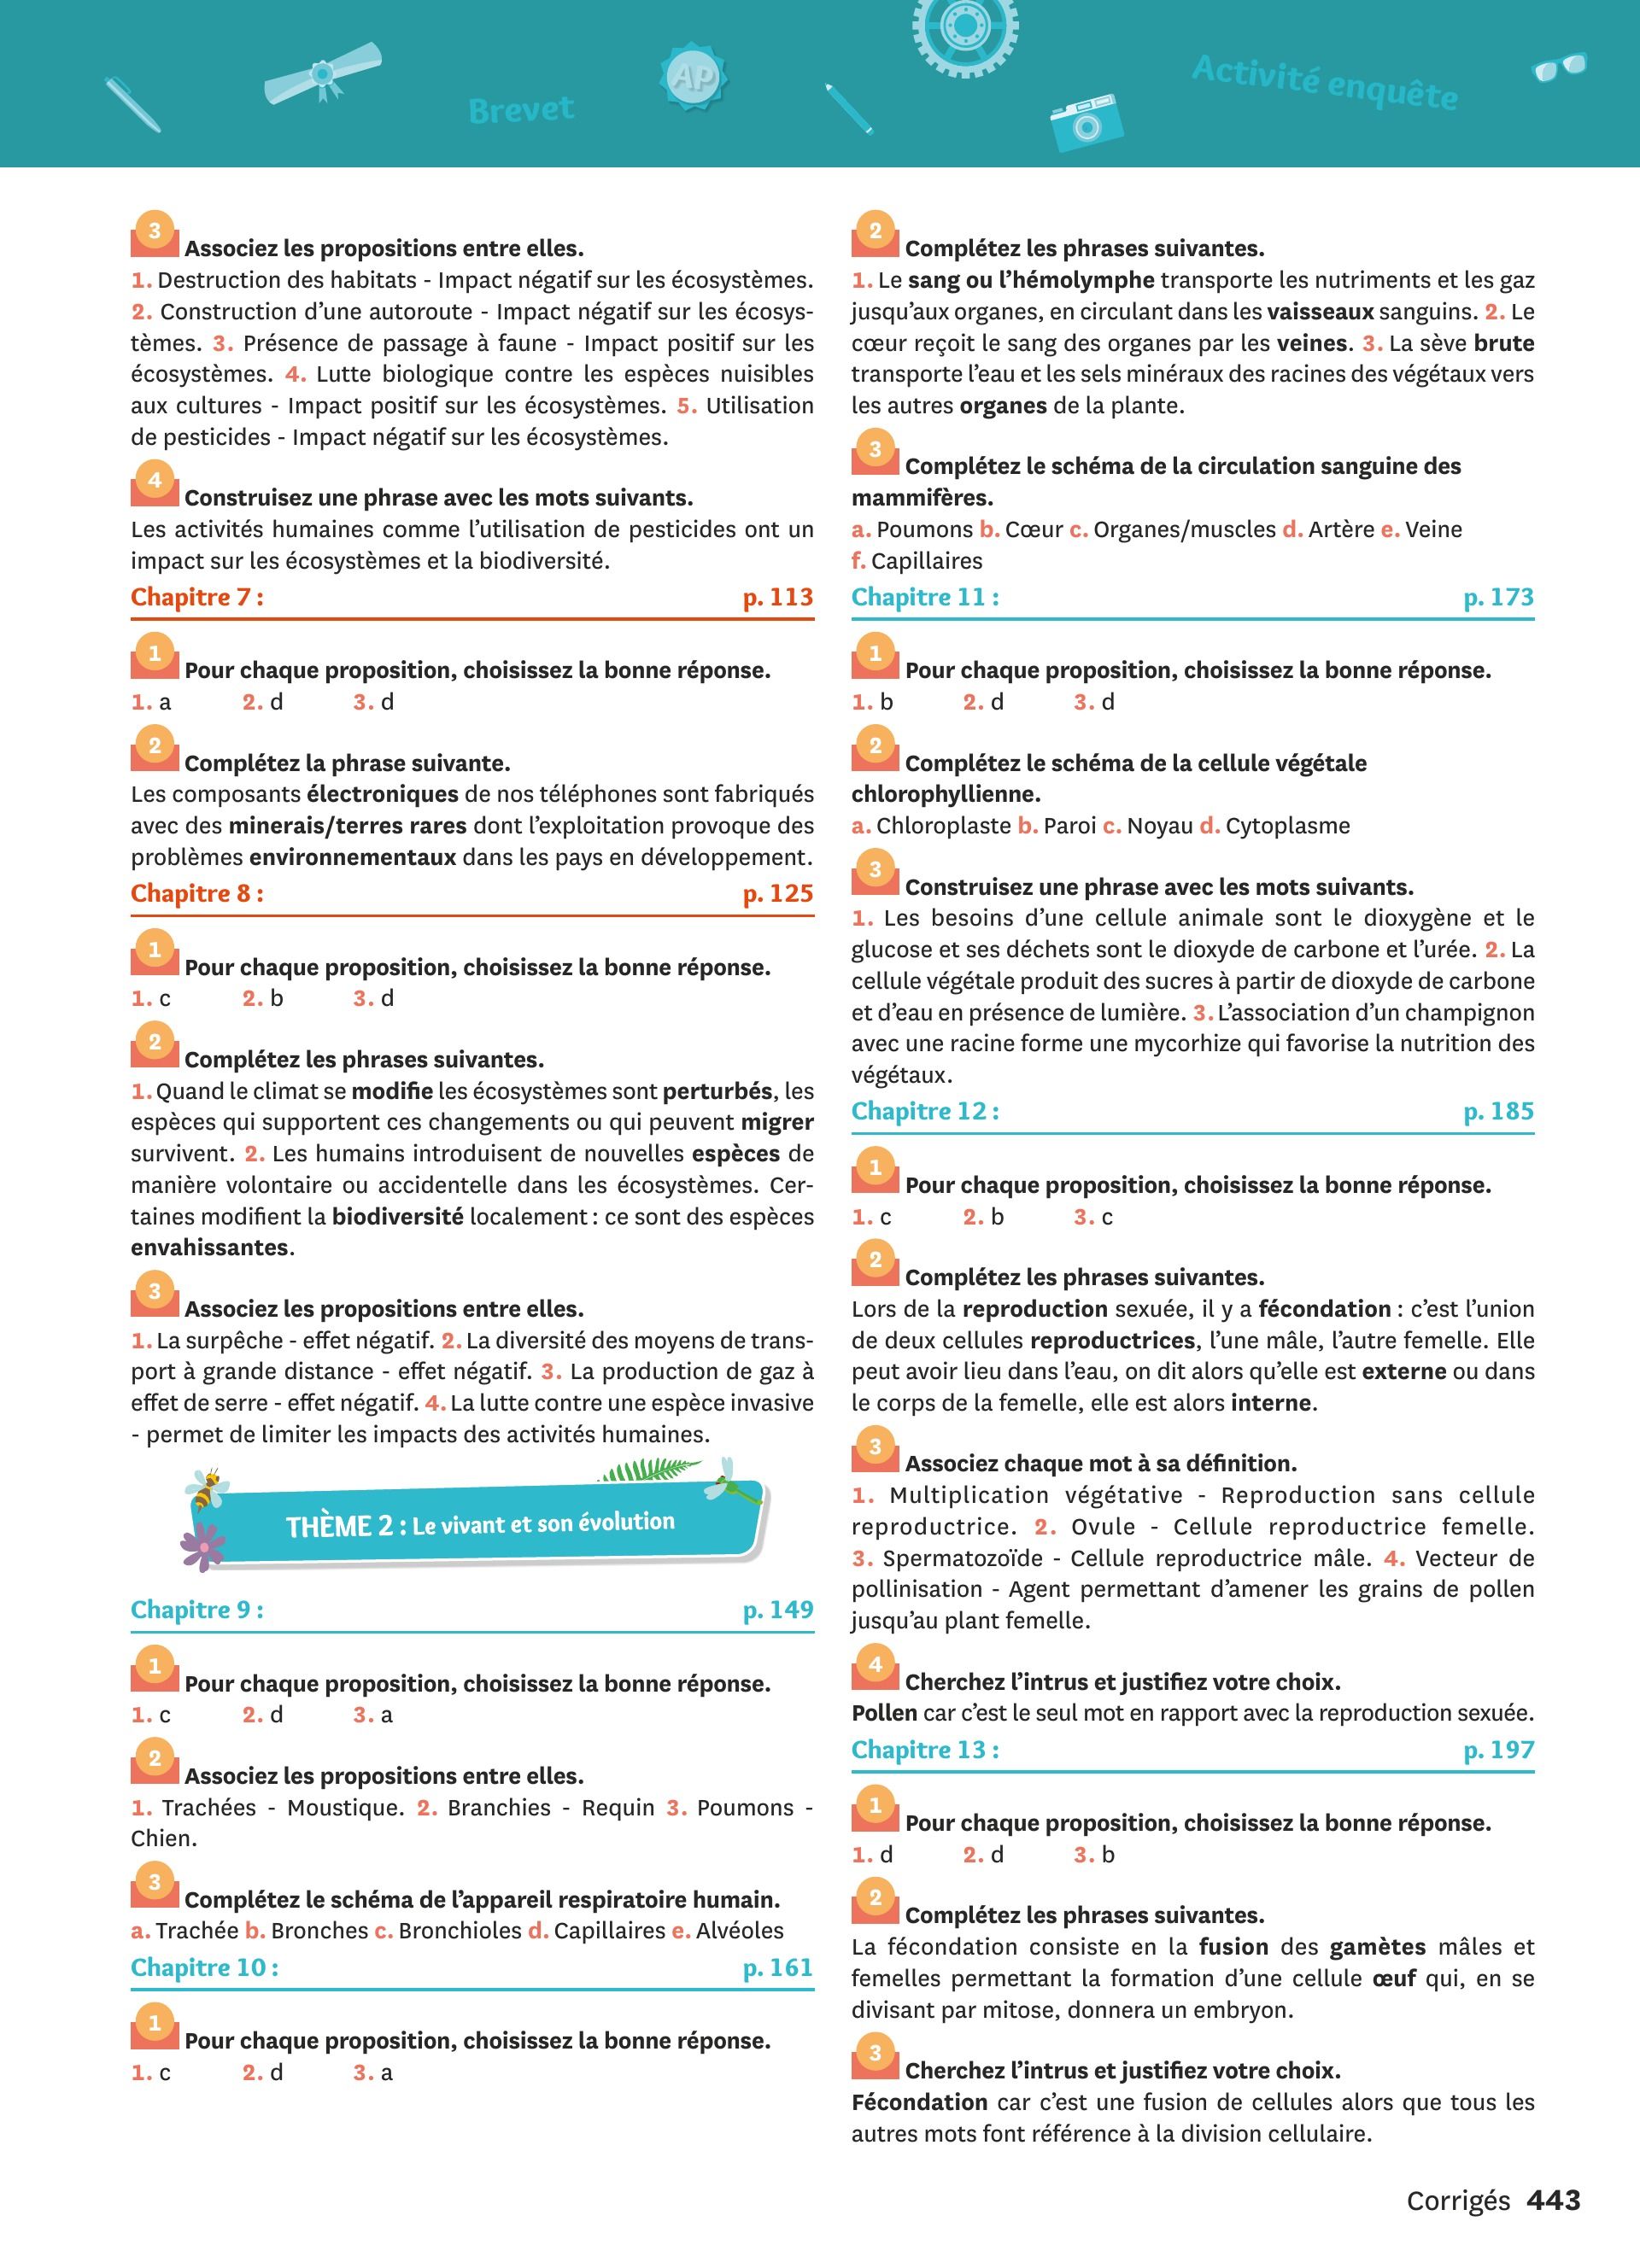 Brevet
AP
Activité enquête
3 Associez les propositions entre elles.
1. Destruction des habitats - Impact négatif sur les écosystèmes.
2. Construction d’une autoroute - Impact négatif sur les écosys-
tèmes. 3. Présence de passage à faune - Impact positif sur les
écosystèmes. 4. Lutte biologique contre les espèces nuisibles
aux cultures - Impact positif sur les écosystèmes. 5. Utilisation
de pesticides - Impact négatif sur les écosystèmes.
4 Construisez une phrase avec les mots suivants.
Les activités humaines comme l’utilisation de pesticides ont un
impact sur les écosystèmes et la biodiversité.
Chapitre 7 : p. 113
1 Pour chaque proposition, choisissez la bonne réponse.
1. a 2. d 3. d
2 Complétez la phrase suivante.
Les composants électroniques de nos téléphones sont fabriqués
avec des minerais/terres rares dont l’exploitation provoque des
problèmes environnementaux dans les pays en développement.
Chapitre 8 : p. 125
1 Pour chaque proposition, choisissez la bonne réponse.
1. c 2. b 3. d
2 Complétez les phrases suivantes.
1. Quand le climat se modifie les écosystèmes sont perturbés, les
espèces qui supportent ces changements ou qui peuvent migrer
survivent. 2. Les humains introduisent de nouvelles espèces de
manière volontaire ou accidentelle dans les écosystèmes. Cer-
taines modifient la biodiversité localement : ce sont des espèces
envahissantes.
3 Associez les propositions entre elles.
1. La surpêche - effet négatif. 2. La diversité des moyens de trans-
port à grande distance - effet négatif. 3. La production de gaz à
effet de serre - effet négatif. 4. La lutte contre une espèce invasive
- permet de limiter les impacts des activités humaines.
THÈME 2 : Le vivant et son évolution
Chapitre 9 : p. 149
1 Pour chaque proposition, choisissez la bonne réponse.
1. c 2. d 3. a
2 Associez les propositions entre elles.
1. Trachées - Moustique. 2. Branchies - Requin 3. Poumons -
Chien.
3 Complétez le schéma de l’appareil respiratoire humain.
a. Trachée b. Bronches c. Bronchioles d. Capillaires e. Alvéoles
Chapitre 10 : p. 161
1 Pour chaque proposition, choisissez la bonne réponse.
1. c 2. d 3. a
2 Complétez les phrases suivantes.
1. Le sang ou l’hémolymphe transporte les nutriments et les gaz
jusqu’aux organes, en circulant dans les vaisseaux sanguins. 2. Le
cœur reçoit le sang des organes par les veines. 3. La sève brute
transporte l’eau et les sels minéraux des racines des végétaux vers
les autres organes de la plante.
3 Complétez le schéma de la circulation sanguine des
mammifères.
a. Poumons b. Cœur c. Organes/muscles d. Artère e. Veine
f. Capillaires
Chapitre 11 : p. 173
1 Pour chaque proposition, choisissez la bonne réponse.
1. b 2. d 3. d
2 Complétez le schéma de la cellule végétale
chlorophyllienne.
a. Chloroplaste b. Paroi c. Noyau d. Cytoplasme
3 Construisez une phrase avec les mots suivants.
1. Les besoins d’une cellule animale sont le dioxygène et le
glucose et ses déchets sont le dioxyde de carbone et l’urée. 2. La
cellule végétale produit des sucres à partir de dioxyde de carbone
et d’eau en présence de lumière. 3. L’association d’un champignon
avec une racine forme une mycorhize qui favorise la nutrition des
végétaux.
Chapitre 12 : p. 185
1 Pour chaque proposition, choisissez la bonne réponse.
1. c 2. b 3. c
2 Complétez les phrases suivantes.
Lors de la reproduction sexuée, il y a fécondation : c’est l’union
de deux cellules reproductrices, l’une mâle, l’autre femelle. Elle
peut avoir lieu dans l’eau, on dit alors qu’elle est externe ou dans
le corps de la femelle, elle est alors interne.
3 Associez chaque mot à sa définition.
1. Multiplication végétative - Reproduction sans cellule
reproductrice. 2. Ovule - Cellule reproductrice femelle.
3. Spermatozoïde - Cellule reproductrice mâle. 4. Vecteur de
pollinisation - Agent permettant d’amener les grains de pollen
jusqu’au plant femelle.
4 Cherchez l’intrus et justifiez votre choix.
Pollen car c’est le seul mot en rapport avec la reproduction sexuée.
Chapitre 13 : p. 197
1 Pour chaque proposition, choisissez la bonne réponse.
1. d 2. d 3. b
2 Complétez les phrases suivantes.
La fécondation consiste en la fusion des gamètes mâles et
femelles permettant la formation d’une cellule œuf qui, en se
divisant par mitose, donnera un embryon.
3 Cherchez l’intrus et justifiez votre choix.
Fécondation car c’est une fusion de cellules alors que tous les
autres mots font référence à la division cellulaire.
Corrigés 443